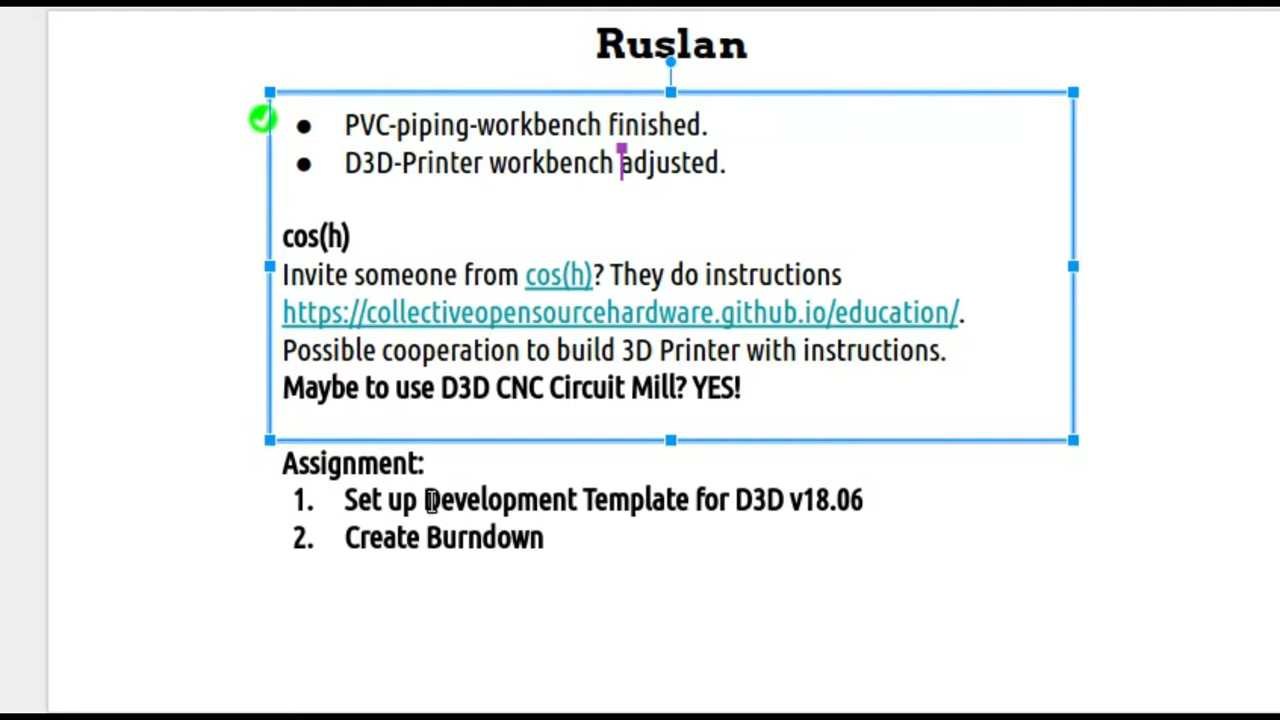 Ruslan
● PVC-piping-workbench finished.
● D3D-Printer workbench adjusted.
cos(h)
Invite someone from cos(h)? They do instructions
https://collectiveopensourcehardware.github.io/education/.
Possible cooperation to build 3D Printer with instructions.
Maybe to use D3D CNC Circuit Mill? YES!
Assignment:
1. Set up Development Template for D3D v18.06
2. Create Burndown